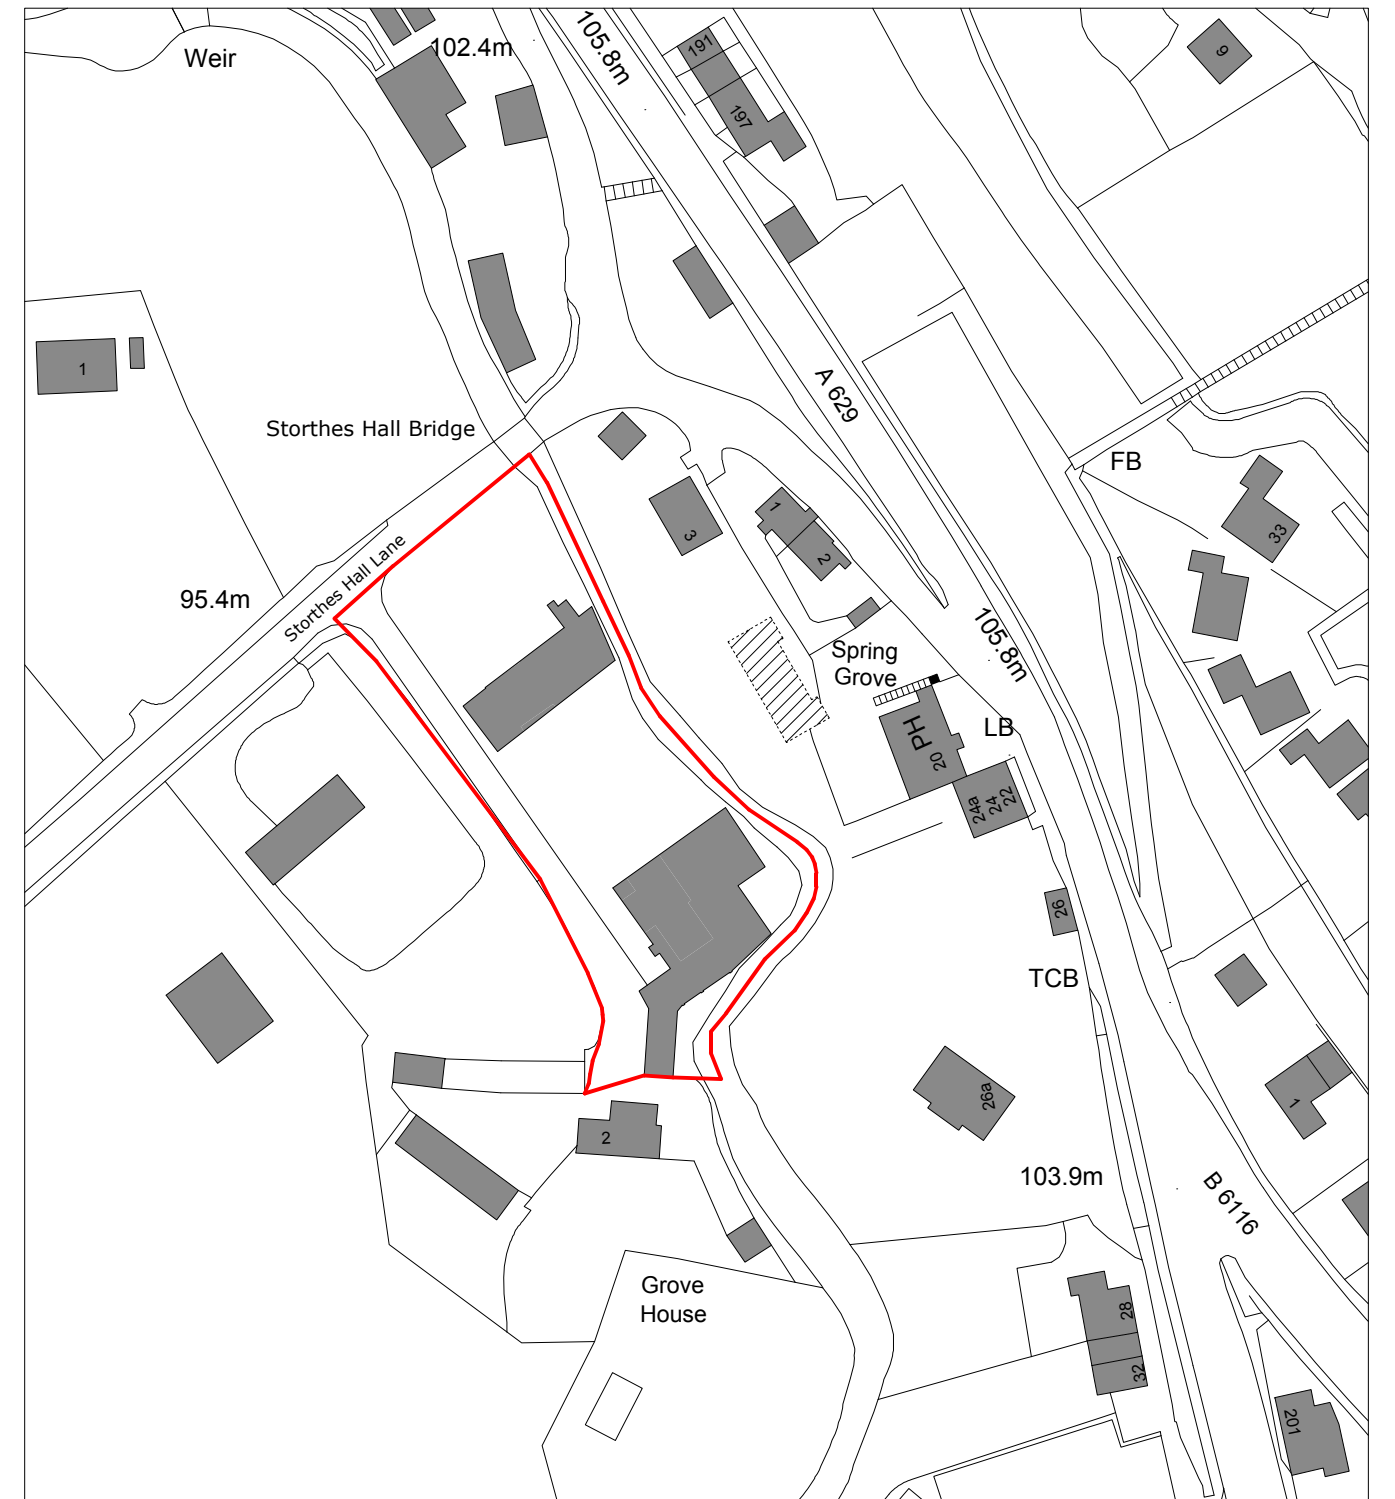 Weir
102.4m
105.8m
191
197
9
1
A 629
Storthes Hall Bridge
FB
3
1
2
33
95.4m
Storthes Hall Lane
105.8m
Spring
Grove
PH
20
LB
24a
24
22
26
TCB
26a
1
2
103.9m
B 6116
Grove
House
28
32
201